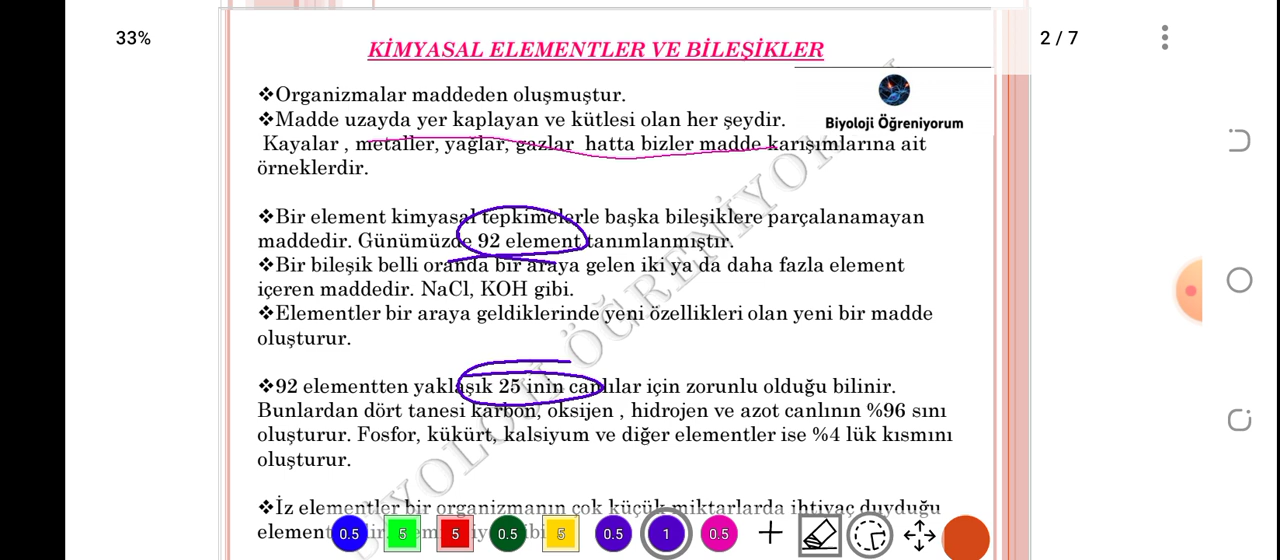 33%
2 / 7
KİMYASAL ELEMENTLER VE BİLEŞİKLER
Biyoloji Öğreniyorum
❖Organizmalar maddeden oluşmuştur.
❖Madde uzayda yer kaplayan ve kütlesi olan her şeydir.
Kayalar , metaller, yağlar, gazlar hatta bizler madde karışımlarına ait
örneklerdir.
❖Bir element kimyasal tepkimelerle başka bileşiklere parçalanamayan
maddedir. Günümüzde 92 element tanımlanmıştır.
❖Bir bileşik belli oranda bir araya gelen iki ya da daha fazla element
içeren maddedir. NaCl, KOH gibi.
❖Elementler bir araya geldiklerinde yeni özellikleri olan yeni bir madde
oluşturur.
❖92 elementten yaklaşık 25 inin canlılar için zorunlu olduğu bilinir.
Bunlardan dört tanesi karbon, oksijen , hidrojen ve azot canlının %96 sını
oluşturur. Fosfor, kükürt, kalsiyum ve diğer elementler ise %4 lük kısmını
oluşturur.
❖İz elementler bir organizmanın çok küçük miktarlarda ihtiyaç duyduğu
element
0.5 5 5 0.5 5 0.5 1 0.5
BİYOLOJİ ÖĞRENİYOR